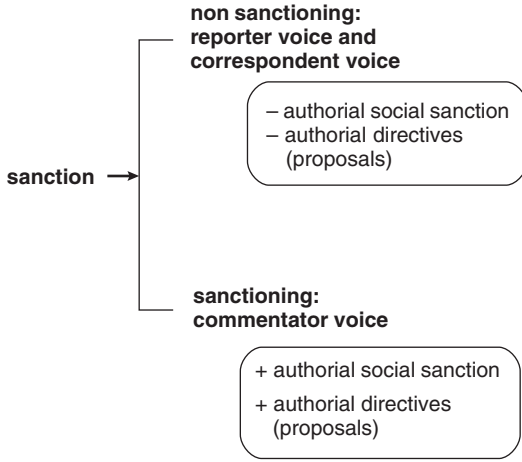 non sanctioning:
reporter voice and
correspondent voice
– authorial social sanction
– authorial directives
(proposals)
sanction
sanctioning:
commentator voice
+ authorial social sanction
+ authorial directives
(proposals)